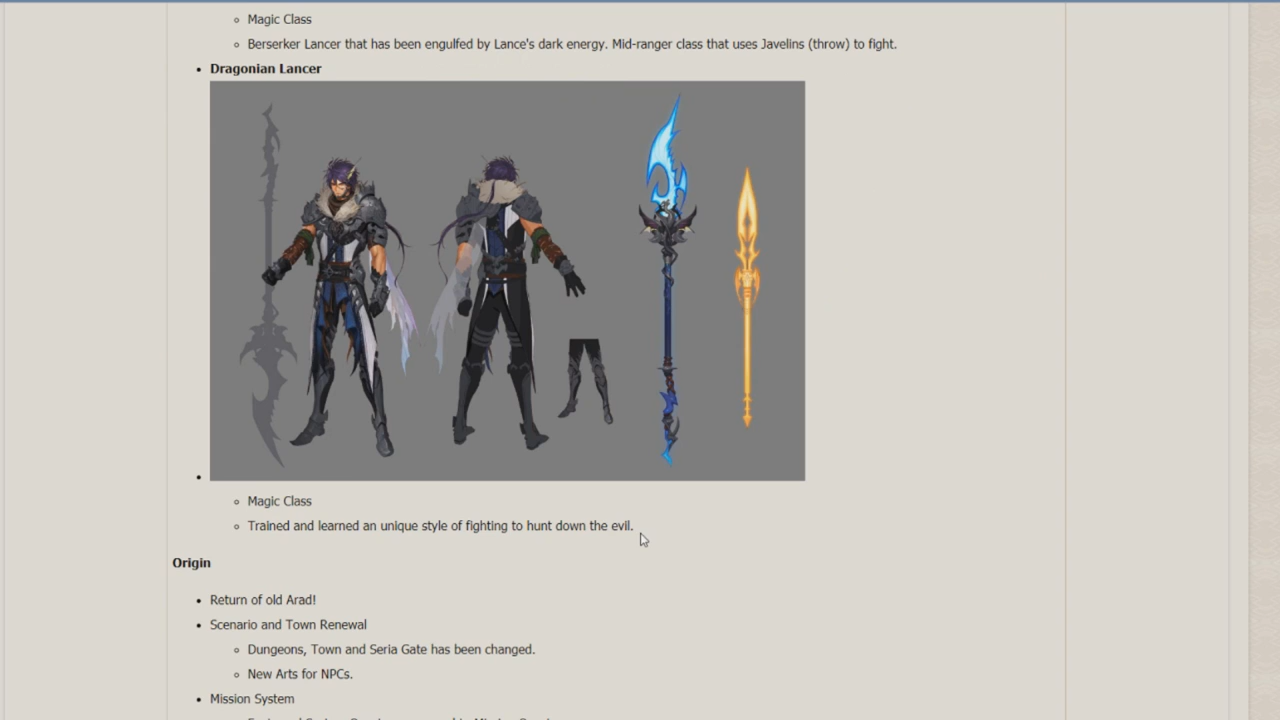 Magic Class
Berserker Lancer that has been engulfed by Lance's dark energy. Mid-ranger class that uses Javelins (throw) to fight.
Dragonian Lancer
Magic Class
Trained and learned an unique style of fighting to hunt down the evil.
Origin
Return of old Arad!
Scenario and Town Renewal
Dungeons, Town and Seria Gate has been changed.
New Arts for NPCs.
Mission System